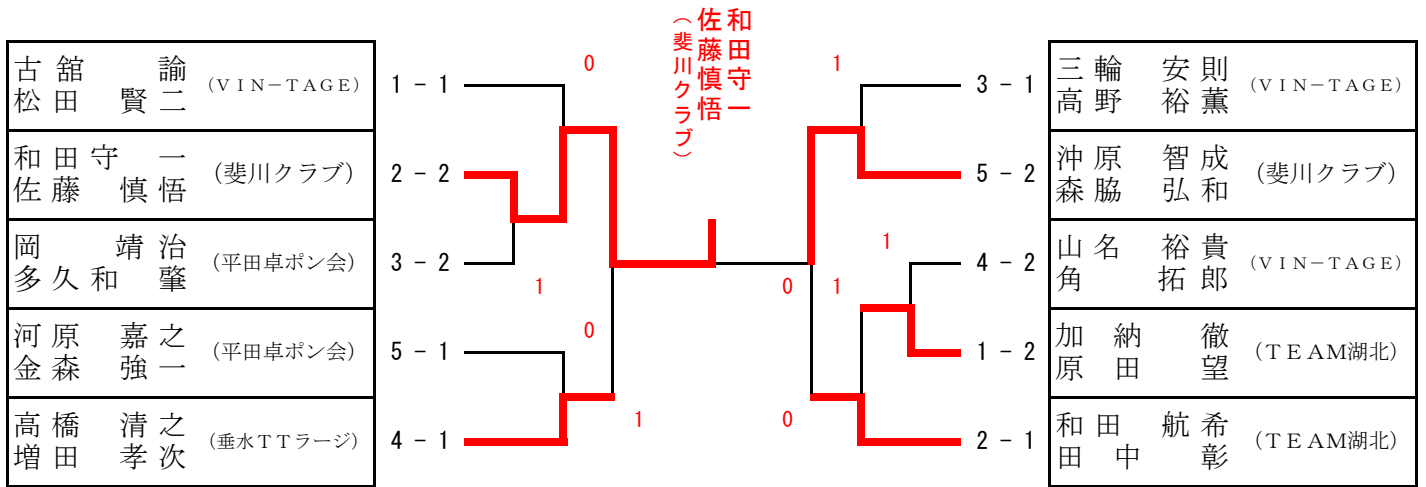 和田守一
佐藤慎悟
（斐川クラブ）
古舘 諭 (ＶＩＮ−ＴＡＧＥ) 1 - 1
松田 賢二
和田守 一 (斐川クラブ) 2 - 2
佐藤 慎悟
岡 靖治 (平田卓ポン会) 3 - 2
多久和 肇
河原 嘉之 (平田卓ポン会) 5 - 1
金森 強一
高橋 清之 (垂水ＴＴラージ) 4 - 1
増田 孝次
0
1
0
1
1
1
0
1
0
3 - 1 三輪 安則 (ＶＩＮ−ＴＡＧＥ)
高野 裕薫
5 - 2 沖原 智成 (斐川クラブ)
森脇 弘和
4 - 2 山名 裕貴 (ＶＩＮ−ＴＡＧＥ)
角 拓郎
1 - 2 加納 徹 (ＴＥＡＭ湖北)
原田 望
2 - 1 和田 航希 (ＴＥＡＭ湖北)
田中 彰